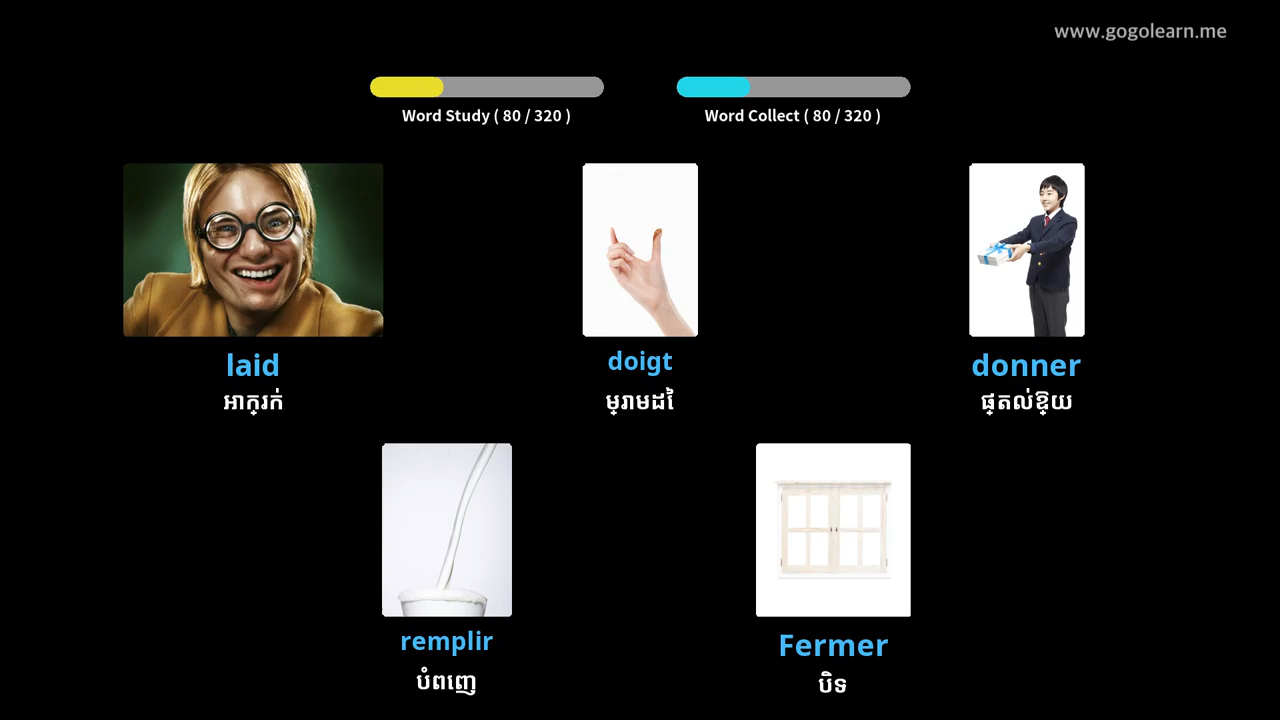 www.gogolearn.me
Word Study ( 80 / 320 )
Word Collect ( 80 / 320 )
laid
doigt
donner
អាក្រក់
ម្រាមដៃ
ផ្តល់ឱ្យ
remplir
Fermer
បំពេញ
បិទ